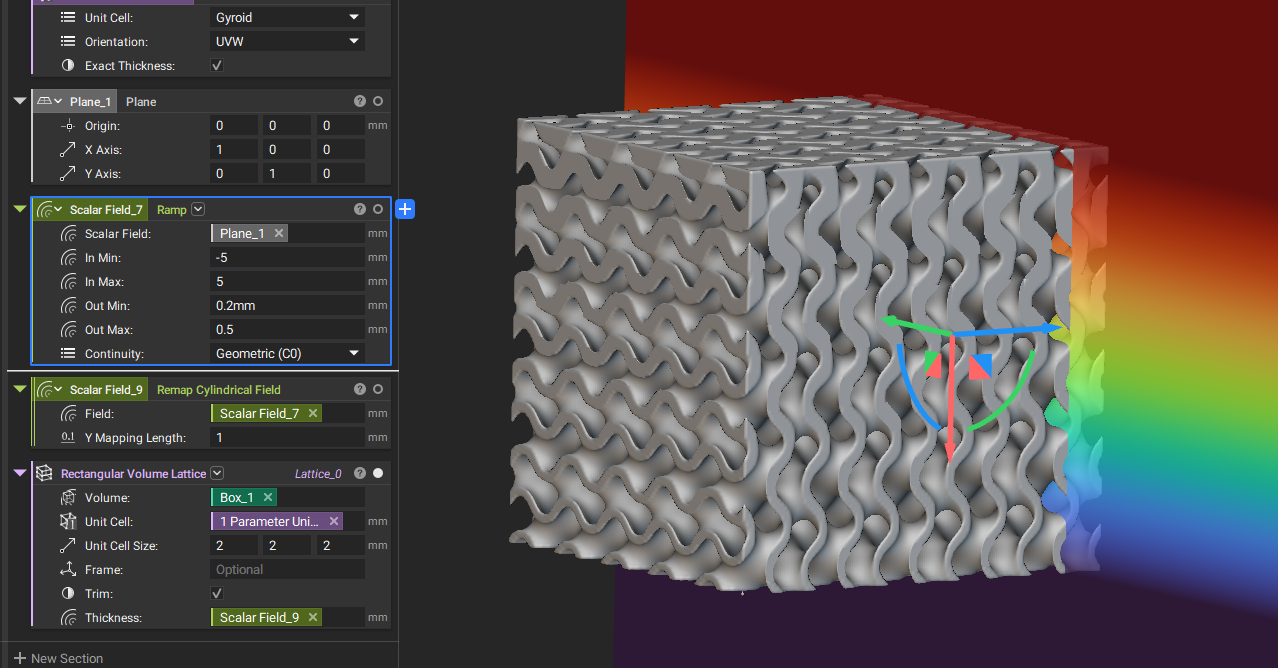 Unit Cell: Gyroid
Orientation: UVW
Exact Thickness:
Plane_1 Plane
Origin: 0 0 0 mm
X Axis: 1 0 0
Y Axis: 0 1 0
Scalar Field_7 Ramp
Scalar Field: Plane_1 mm
In Min: -5 mm
In Max: 5 mm
Out Min: 0.2mm mm
Out Max: 0.5 mm
Continuity: Geometric (C0)
Scalar Field_9 Remap Cylindrical Field
Field: Scalar Field_7 mm
0.1 Y Mapping Length: 1 mm
Rectangular Volume Lattice Lattice_0
Volume: Box_1
Unit Cell: 1 Parameter Uni... mm
Unit Cell Size: 2 2 2 mm
Frame: Optional
Trim:
Thickness: Scalar Field_9 mm
New Section